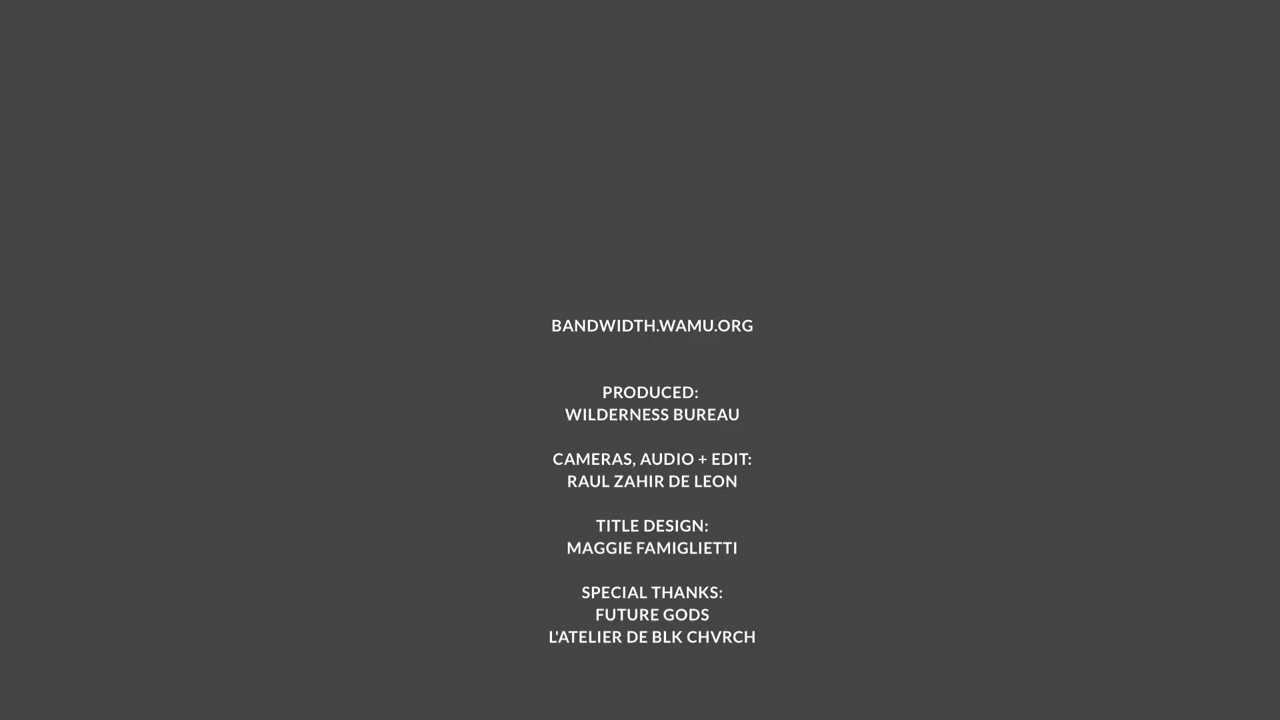 BANDWIDTH.WAMU.ORG
PRODUCED:
WILDERNESS BUREAU
CAMERAS, AUDIO + EDIT:
RAUL ZAHIR DE LEON
TITLE DESIGN:
MAGGIE FAMIGLIETTI
SPECIAL THANKS:
FUTURE GODS
L'ATELIER DE BLK CHVRCH